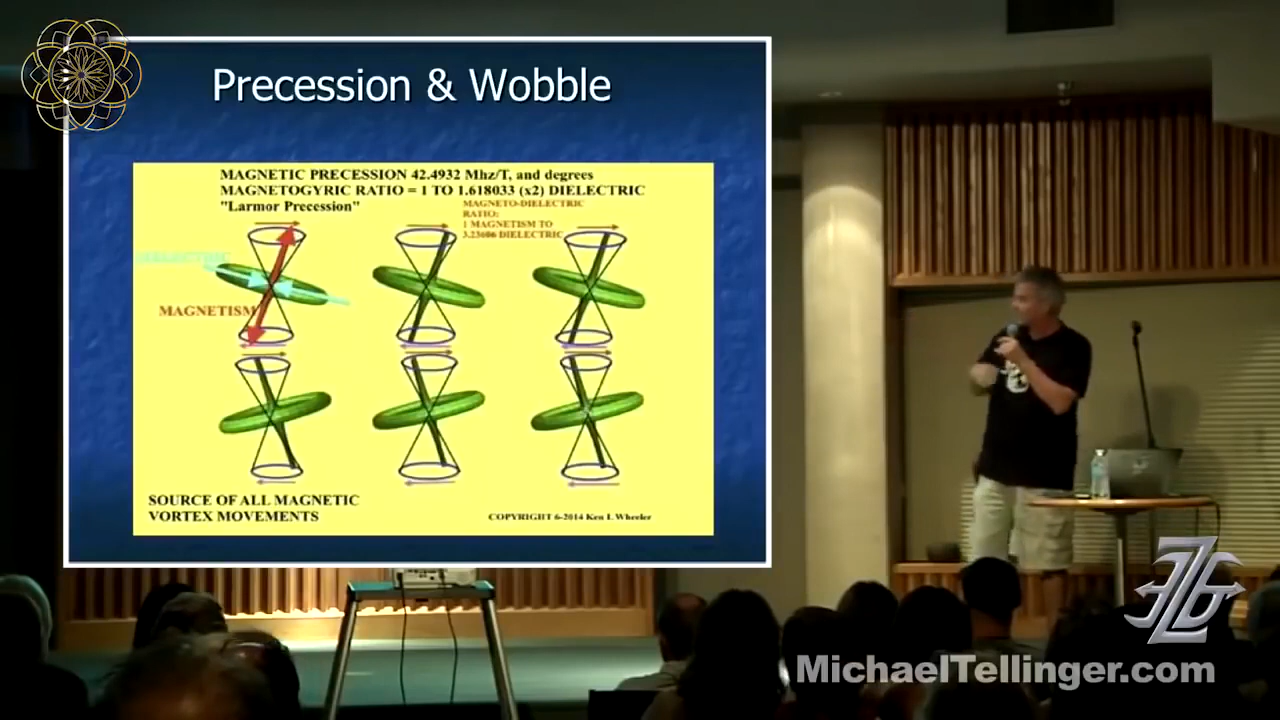 Precession & Wobble
MAGNETIC PRECESSION 42.4932 Mhz/T, and degrees
MAGNETOGYRIC RATIO = 1 TO 1.618033 (x2) DIELECTRIC
"Larmor Precession"
MAGNETO-DIELECTRIC
RATIO:
1 MAGNETISM TO
3.23606 DIELECTRIC
DIELECTRIC
MAGNETISM
SOURCE OF ALL MAGNETIC
VORTEX MOVEMENTS
COPYRIGHT 6-2014 Ken L Wheeler
MichaelTellinger.com